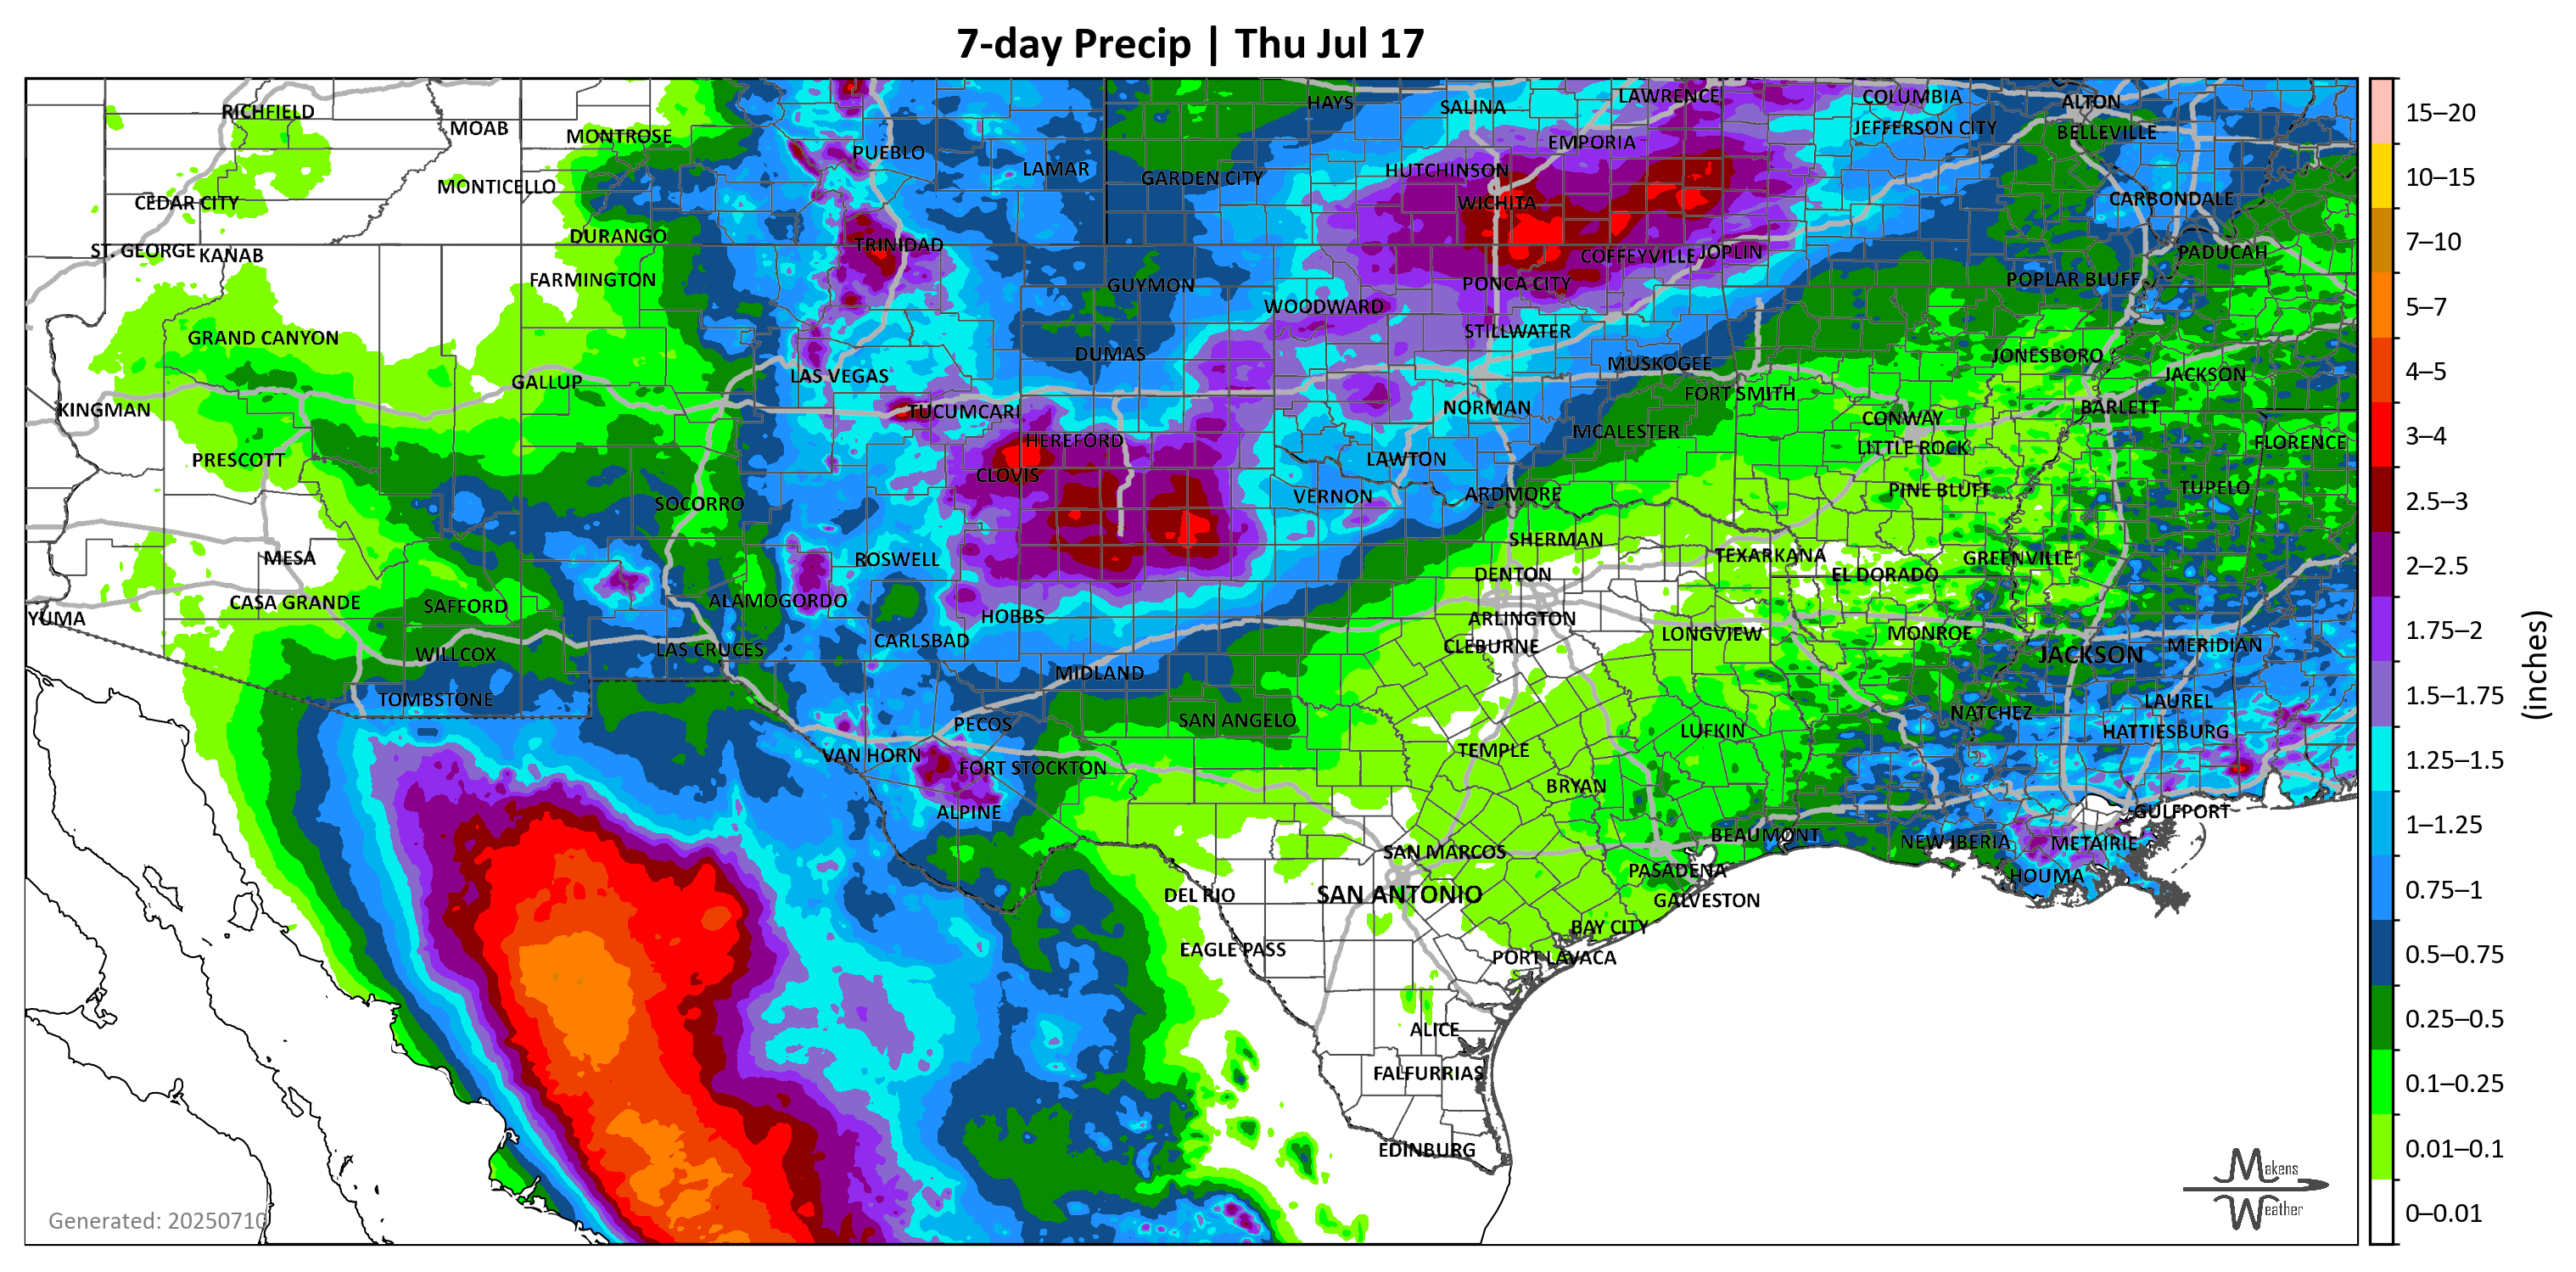 7-day Precip | Thu Jul 17
RICHFIELD
MOAB
MONTROSE
PUEBLO
LAMAR
HAYS
SALINA
LAWRENCE
COLUMBIA
ALTON
EMPORIA
JEFFERSON CITY
BELLEVILLE
CEDAR CITY
MONTICELLO
GARDEN CITY
HUTCHINSON
WICHITA
CARBONDALE
ST. GEORGE
KANAB
DURANGO
TRINIDAD
COFFEYVILLE
JOPLIN
PADUCAH
FARMINGTON
GUYMON
PONCA CITY
POPLAR BLUFF
WOODWARD
GRAND CANYON
STILLWATER
DUMAS
MUSKOGEE
JONESBORO
GALLUP
LAS VEGAS
JACKSON
KINGMAN
TUCUMCARI
NORMAN
FORT SMITH
CONWAY
BARLETT
HEREFORD
MCALESTER
LITTLE ROCK
FLORENCE
PRESCOTT
CLOVIS
LAWTON
SOCORRO
VERNON
ARDMORE
PINE BLUFF
TUPELO
MESA
ROSWELL
SHERMAN
TEXARKANA
GREENVILLE
DENTON
EL DORADO
YUMA
CASA GRANDE
SAFFORD
ALAMOGORDO
HOBBS
ARLINGTON
WILLCOX
LAS CRUCES
CARLSBAD
CLEBURNE
LONGVIEW
MONROE
JACKSON
MERIDIAN
MIDLAND
TOMBSTONE
PECOS
SAN ANGELO
LUFKIN
NATCHEZ
LAUREL
HATTIESBURG
VAN HORN
FORT STOCKTON
TEMPLE
BRYAN
ALPINE
GULFPORT
SAN MARCOS
BEAUMONT
NEW IBERIA
METAIRIE
DEL RIO
SAN ANTONIO
PASADENA
GALVESTON
HOUMA
EAGLE PASS
BAY CITY
PORT LAVACA
ALICE
FALFURRIAS
EDINBURG
Generated: 20250710
Makens
Weather
15–20
10–15
7–10
5–7
4–5
3–4
2.5–3
2–2.5
1.75–2
1.5–1.75
1.25–1.5
1–1.25
0.75–1
0.5–0.75
0.25–0.5
0.1–0.25
0.01–0.1
0–0.01
(inches)